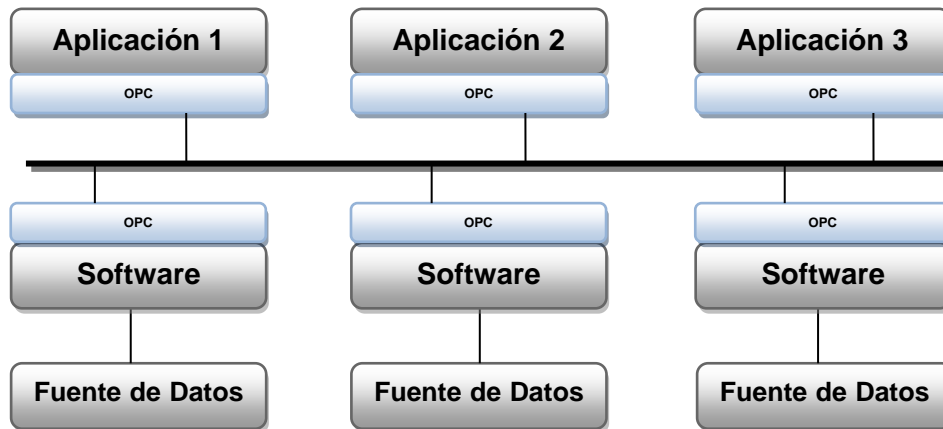 Aplicación 1
Aplicación 2
Aplicación 3
OPC
OPC
OPC
OPC
OPC
OPC
Software
Software
Software
Fuente de Datos
Fuente de Datos
Fuente de Datos